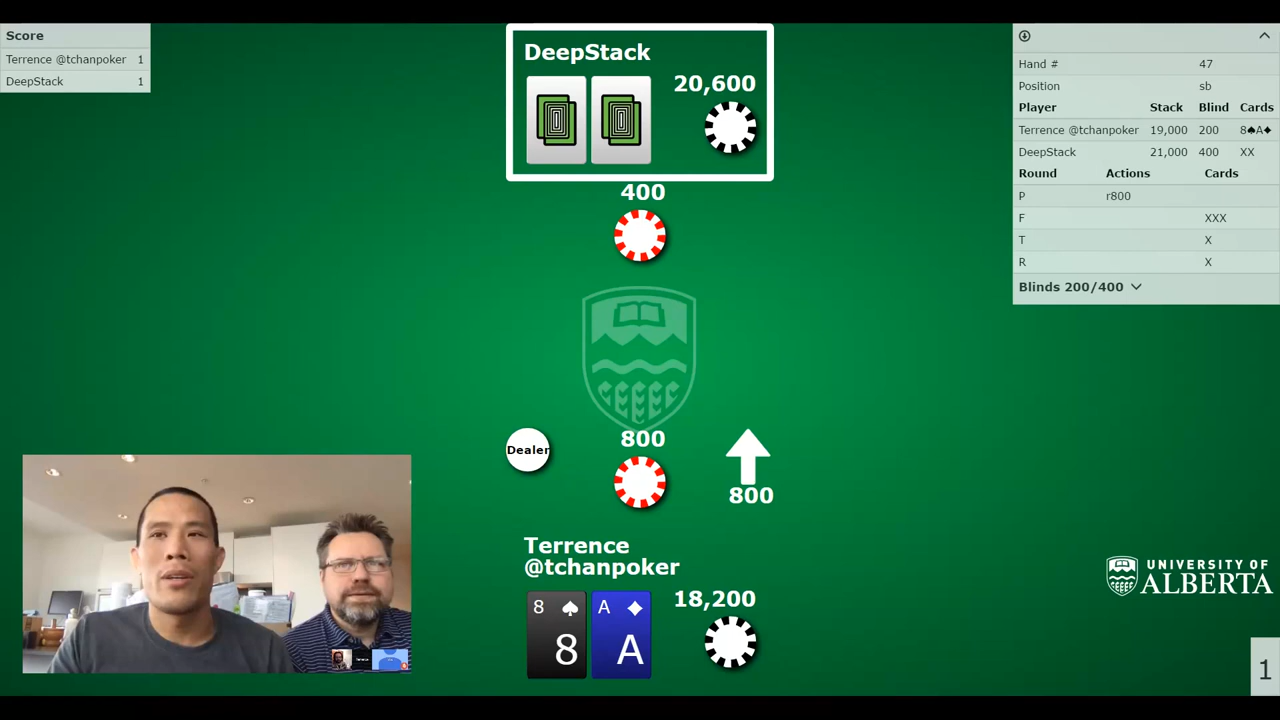 Score
Terrence @tchanpoker 1
DeepStack 1
DeepStack
20,600
400
Hand # 47
Position sb
Player Stack Blind Cards
Terrence @tchanpoker 19,000 200 8♠A♦
DeepStack 21,000 400 XX
Round Actions Cards
P r800
F XXX
T X
R X
Blinds 200/400
Dealer
800
800
Terrence
@tchanpoker
18,200
8♠ A♦
8 A
UNIVERSITY OF
ALBERTA
1